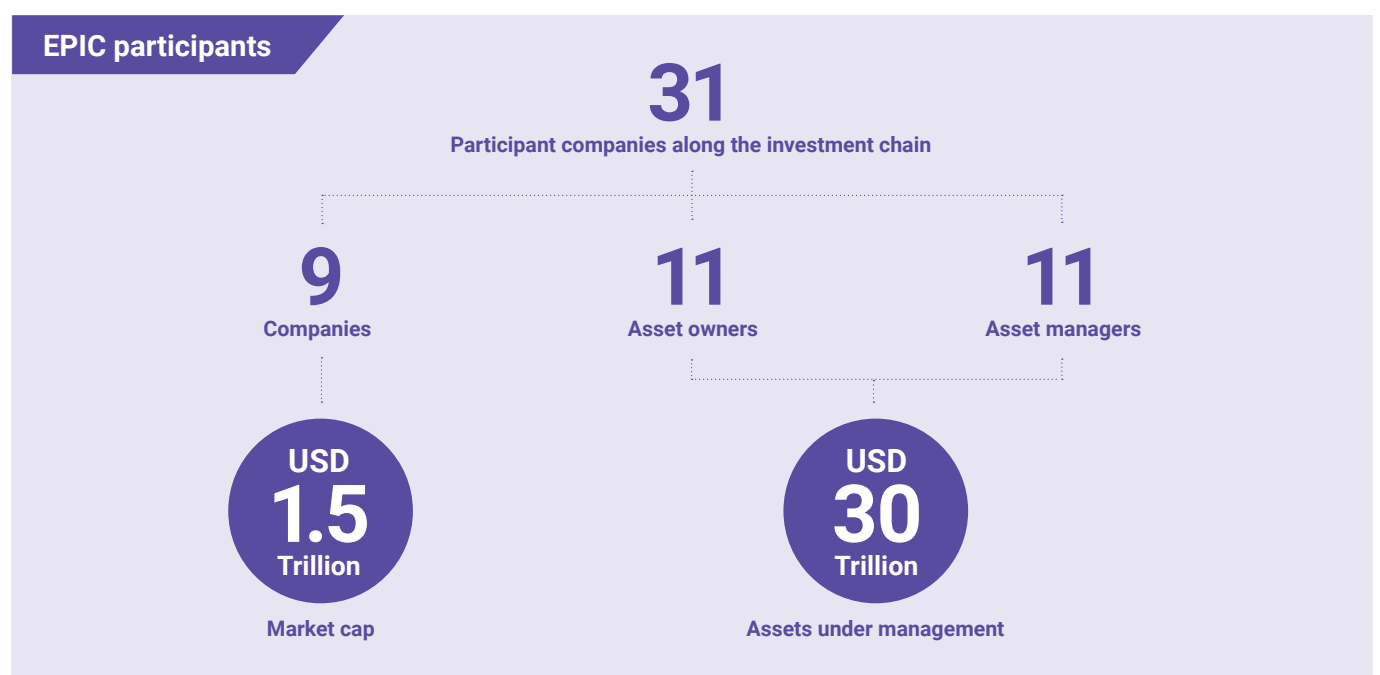 EPIC participants
31
Participant companies along the investment chain
9
Companies
11
Asset owners
11
Asset managers
USD
1.5
Trillion
Market cap
USD
30
Trillion
Assets under management